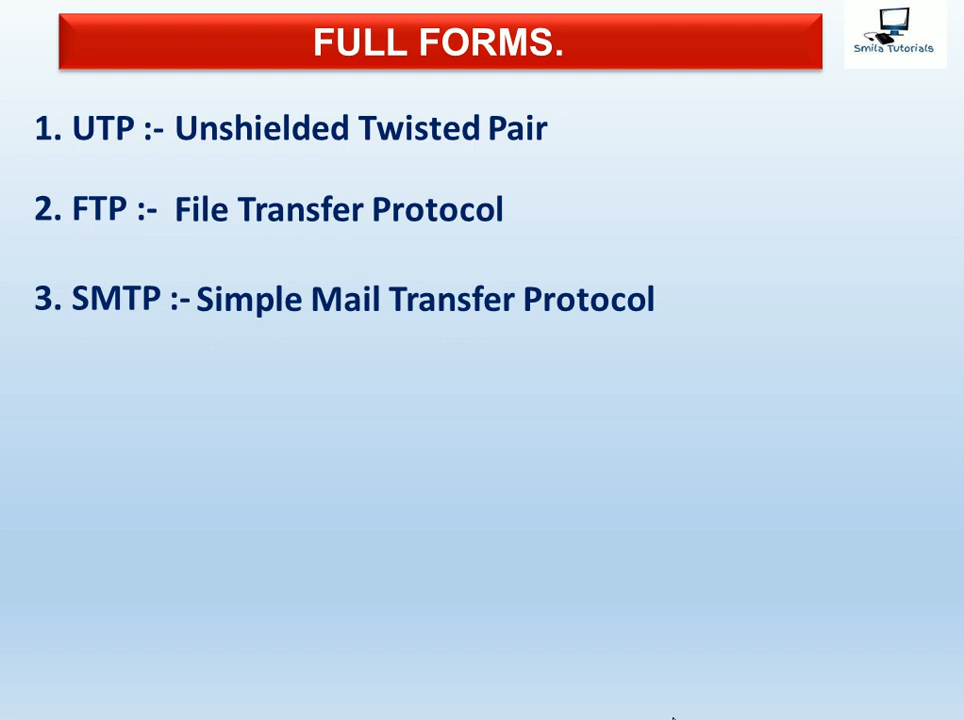 FULL FORMS.
Smila Tutorials
1. UTP :- Unshielded Twisted Pair
2. FTP :- File Transfer Protocol
3. SMTP :- Simple Mail Transfer Protocol